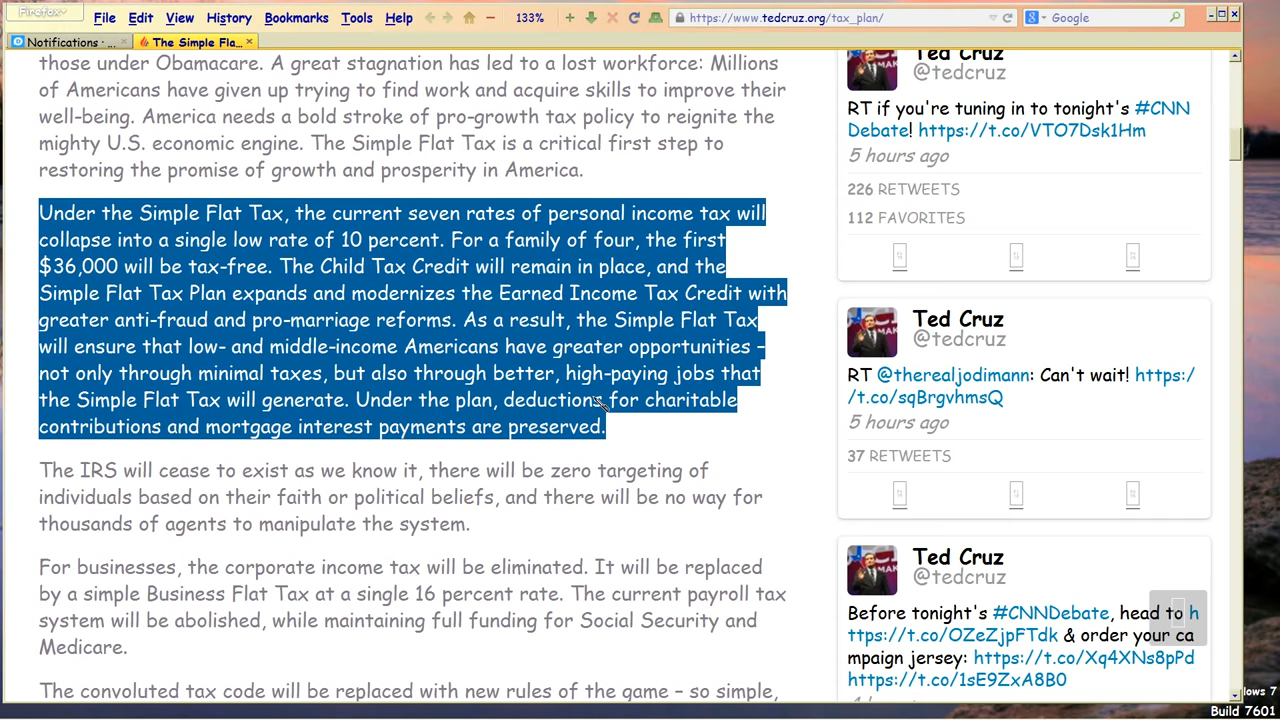 Firefox
File Edit View History Bookmarks Tools Help
133%
https://www.tedcruz.org/tax_plan/
Google
Notifications · ...
The Simple Fla...
those under Obamacare. A great stagnation has led to a lost workforce: Millions
of Americans have given up trying to find work and acquire skills to improve their
well-being. America needs a bold stroke of pro-growth tax policy to reignite the
mighty U.S. economic engine. The Simple Flat Tax is a critical first step to
restoring the promise of growth and prosperity in America.
Under the Simple Flat Tax, the current seven rates of personal income tax will
collapse into a single low rate of 10 percent. For a family of four, the first
$36,000 will be tax-free. The Child Tax Credit will remain in place, and the
Simple Flat Tax Plan expands and modernizes the Earned Income Tax Credit with
greater anti-fraud and pro-marriage reforms. As a result, the Simple Flat Tax
will ensure that low- and middle-income Americans have greater opportunities –
not only through minimal taxes, but also through better, high-paying jobs that
the Simple Flat Tax will generate. Under the plan, deductions for charitable
contributions and mortgage interest payments are preserved.
The IRS will cease to exist as we know it, there will be zero targeting of
individuals based on their faith or political beliefs, and there will be no way for
thousands of agents to manipulate the system.
For businesses, the corporate income tax will be eliminated. It will be replaced
by a simple Business Flat Tax at a single 16 percent rate. The current payroll tax
system will be abolished, while maintaining full funding for Social Security and
Medicare.
The convoluted tax code will be replaced with new rules of the game – so simple,
Ted Cruz
@tedcruz
RT if you're tuning in to tonight's #CNN
Debate! https://t.co/VTO7Dsk1Hm
5 hours ago
226 RETWEETS
112 FAVORITES
Ted Cruz
@tedcruz
RT @therealjodimann: Can't wait! https:/
/t.co/sqBrgvhmsQ
5 hours ago
37 RETWEETS
Ted Cruz
@tedcruz
Before tonight's #CNNDebate, head to h
ttps://t.co/OZeZjpFTdk & order your ca
mpaign jersey: https://t.co/Xq4XNs8pPd
https://t.co/1sE9ZxA8B0
lows 7
Build 7601